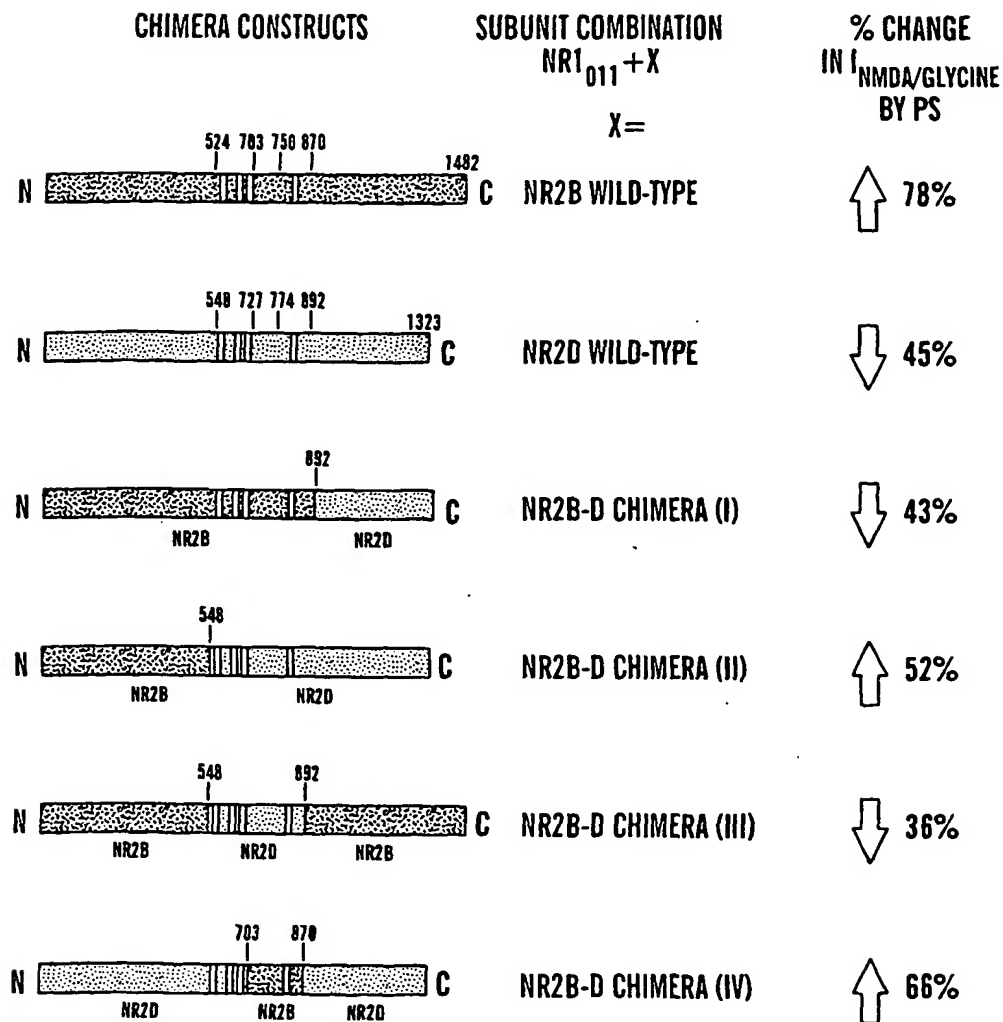 CHIMERA CONSTRUCTS
SUBUNIT COMBINATION
NR1011+X
X=
% CHANGE
IN INMDA/GLYCINE
BY PS
524 703 750 870
1482
N C NR2B WILD-TYPE 78%
548 727 774 892
1323
N C NR2D WILD-TYPE 45%
892
N C NR2B-D CHIMERA (I) 43%
NR2B NR2D
548
N C NR2B-D CHIMERA (II) 52%
NR2B NR2D
548 892
N C NR2B-D CHIMERA (III) 36%
NR2B NR2D NR2B
703 870
N C NR2B-D CHIMERA (IV) 66%
NR2D NR2B NR2D